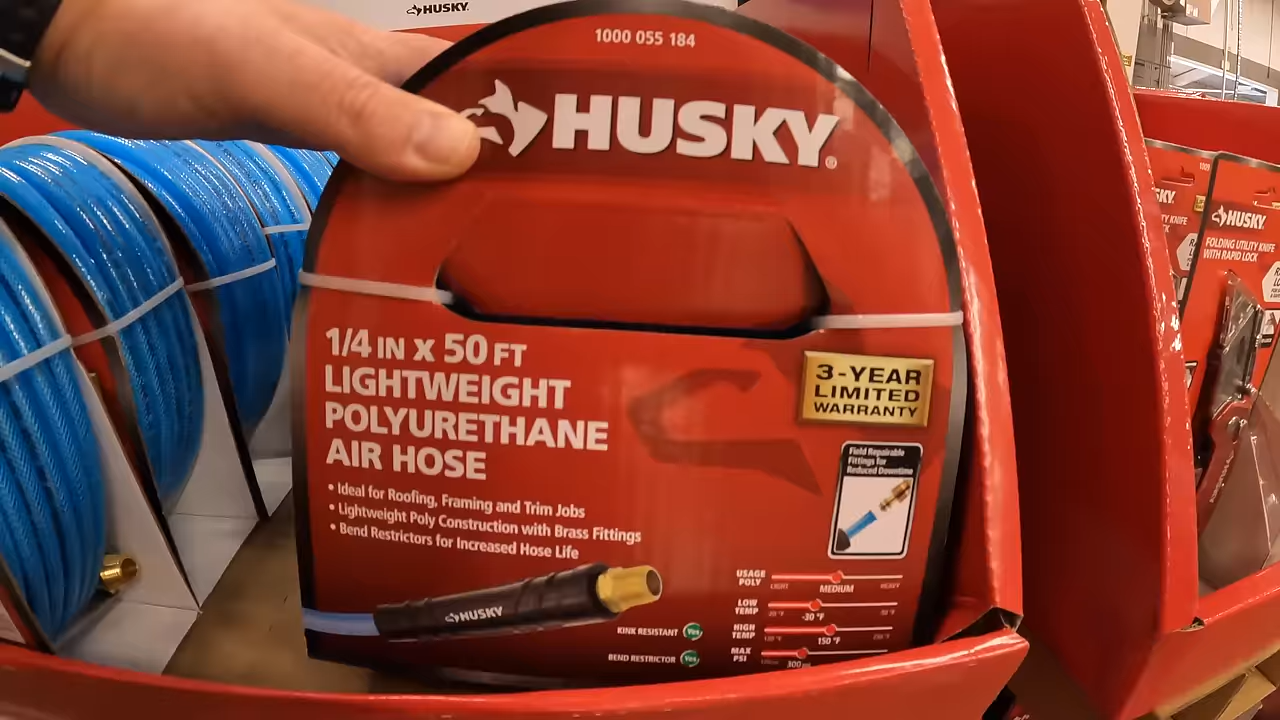 HUSKY
1000 055 184
HUSKY®
1/4 IN X 50 FT
LIGHTWEIGHT
POLYURETHANE
AIR HOSE
• Ideal for Roofing, Framing and Trim Jobs
• Lightweight Poly Construction with Brass Fittings
• Bend Restrictors for Increased Hose Life
3-YEAR
LIMITED
WARRANTY
Field Repairable
Fittings for
Reduced Downtime
HUSKY
KINK RESISTANT Yes
BEND RESTRICTOR Yes
USAGE
POLY
LIGHT MEDIUM HEAVY
LOW
TEMP
-30 °F
HIGH
TEMP
150 °F
MAX
PSI
300
HUSKY
FOLDING UTILITY KNIFE
WITH RAPID LOCK